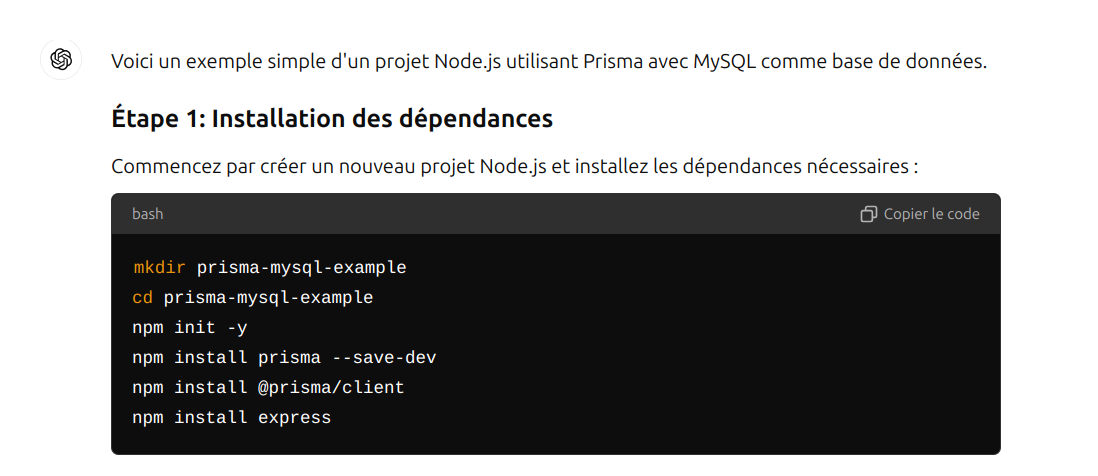 Voici un exemple simple d'un projet Node.js utilisant Prisma avec MySQL comme base de données.
Étape 1: Installation des dépendances
Commencez par créer un nouveau projet Node.js et installez les dépendances nécessaires :
bash
Copier le code
mkdir prisma-mysql-example
cd prisma-mysql-example
npm init -y
npm install prisma --save-dev
npm install @prisma/client
npm install express